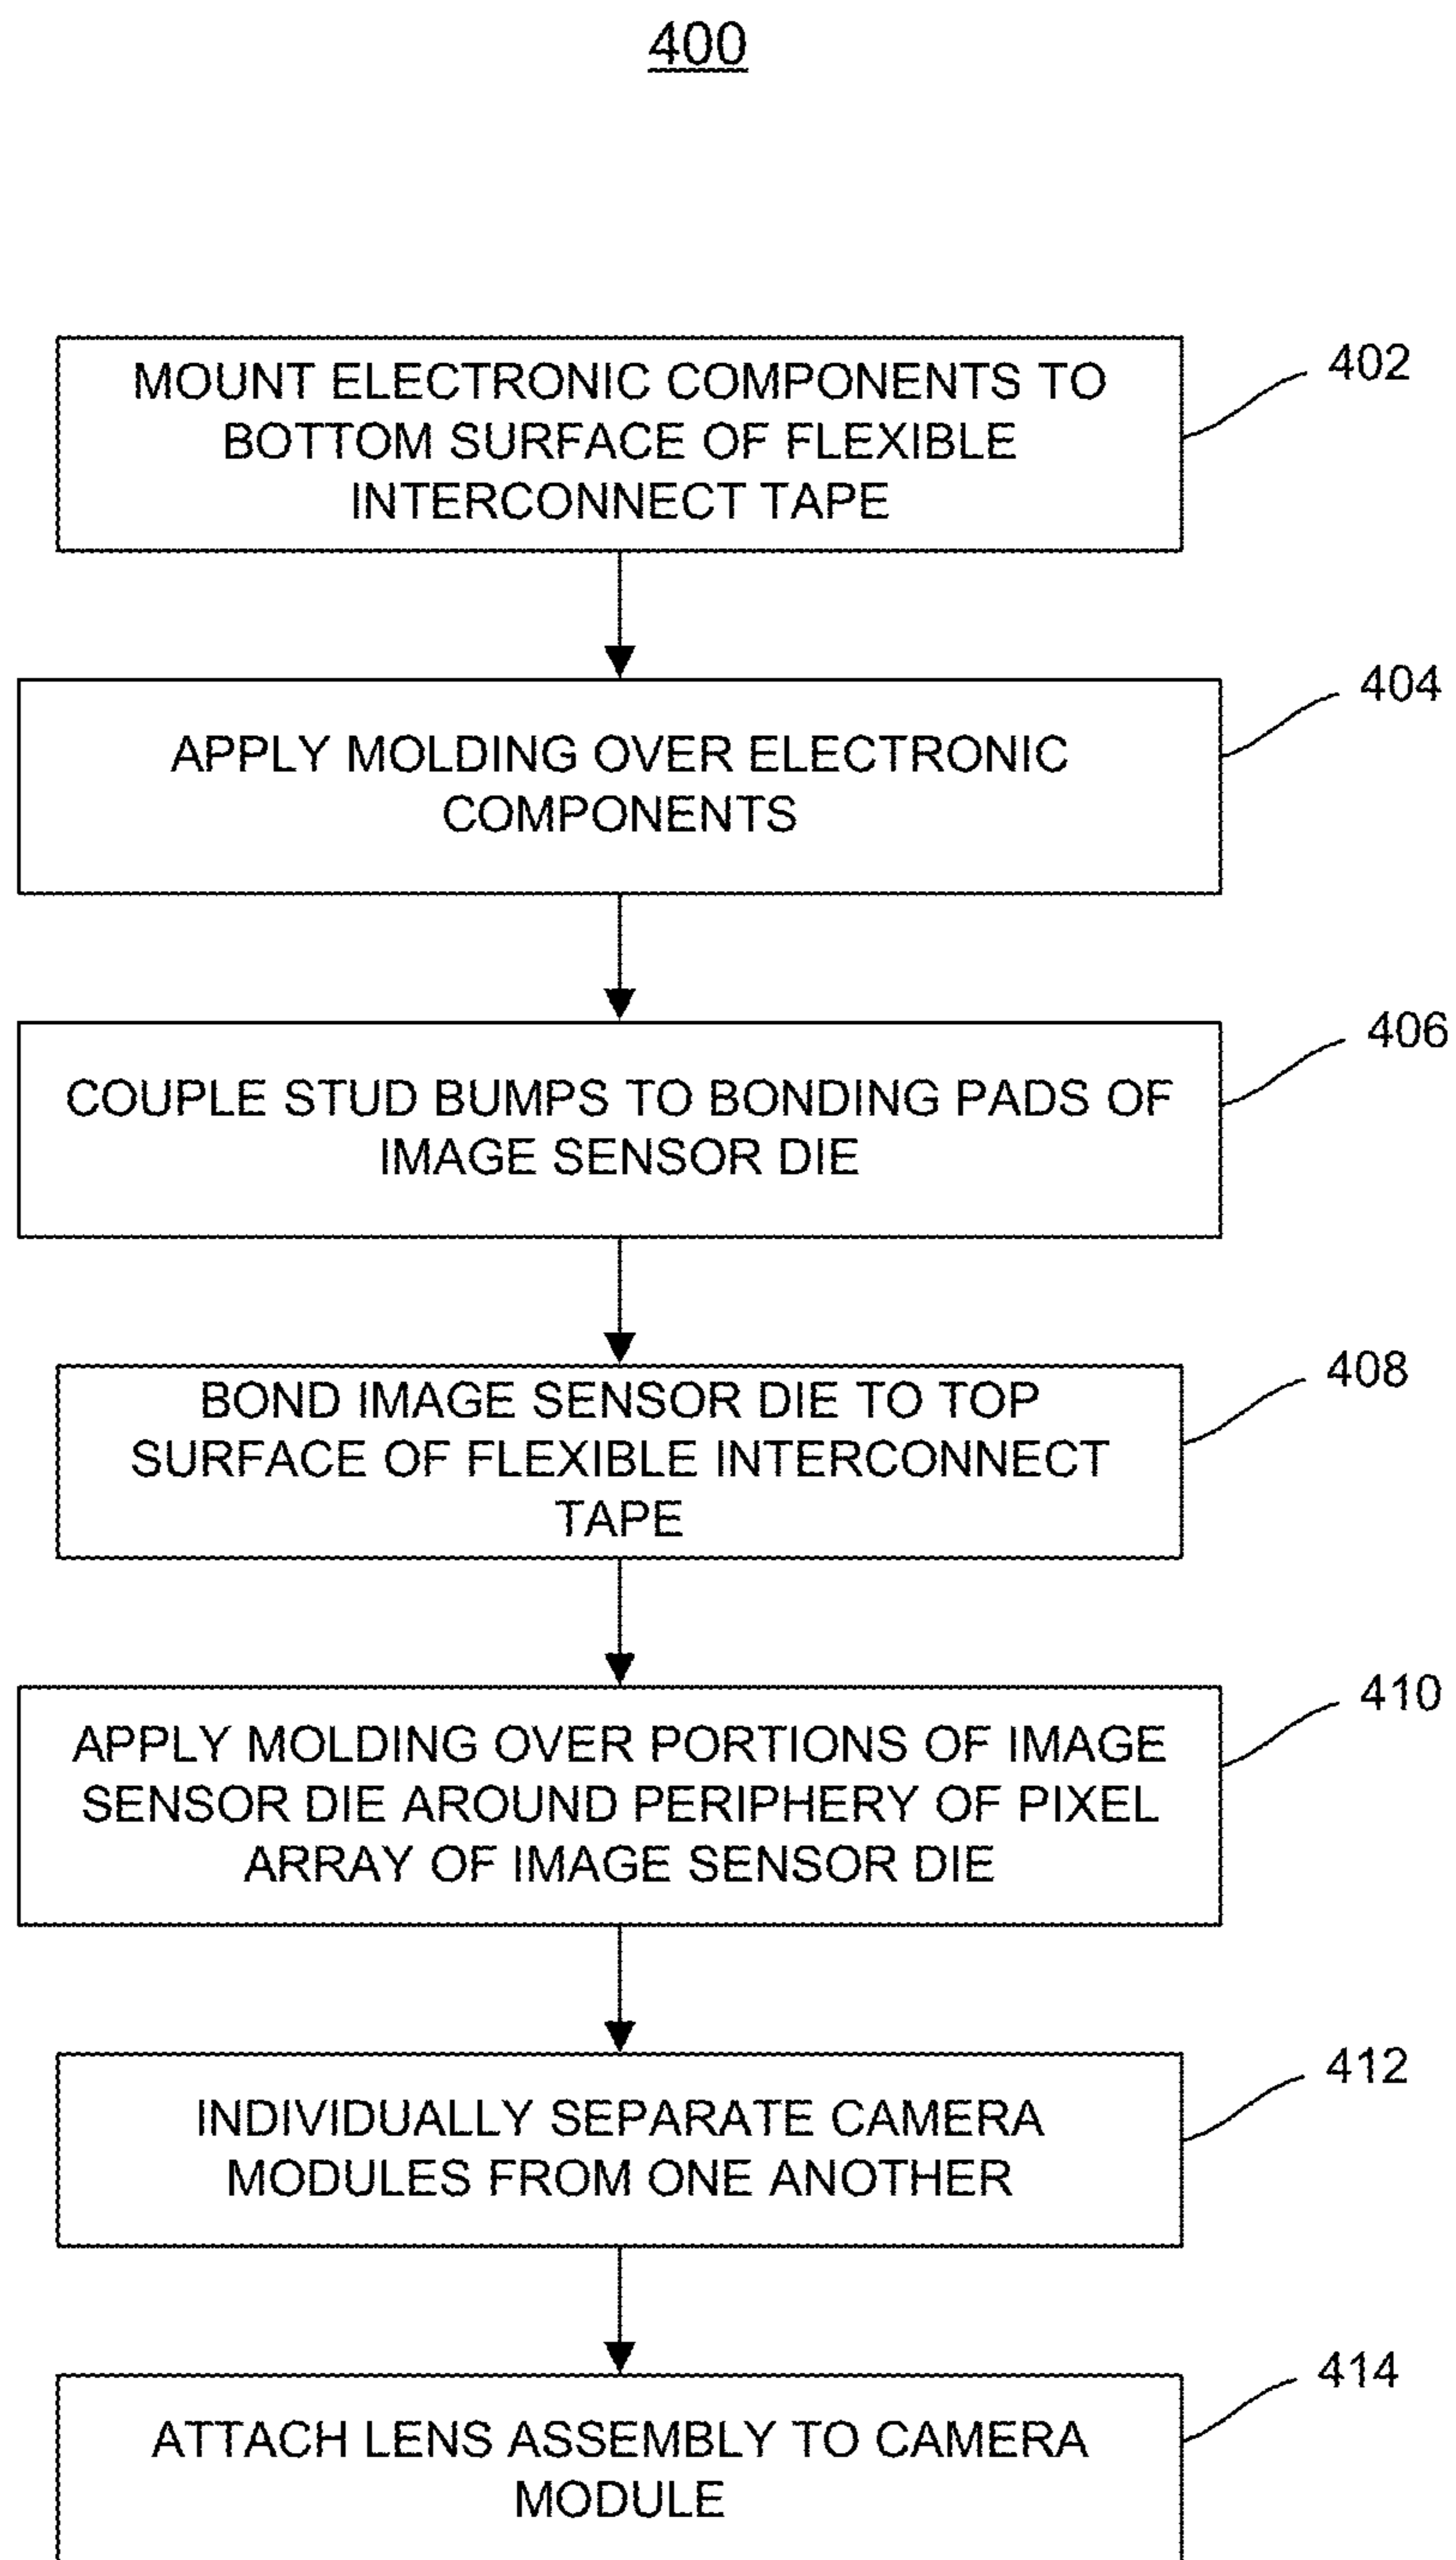 400
MOUNT ELECTRONIC COMPONENTS TO
BOTTOM SURFACE OF FLEXIBLE
INTERCONNECT TAPE
402
APPLY MOLDING OVER ELECTRONIC
COMPONENTS
404
COUPLE STUD BUMPS TO BONDING PADS OF
IMAGE SENSOR DIE
406
BOND IMAGE SENSOR DIE TO TOP
SURFACE OF FLEXIBLE INTERCONNECT
TAPE
408
APPLY MOLDING OVER PORTIONS OF IMAGE
SENSOR DIE AROUND PERIPHERY OF PIXEL
ARRAY OF IMAGE SENSOR DIE
410
INDIVIDUALLY SEPARATE CAMERA
MODULES FROM ONE ANOTHER
412
ATTACH LENS ASSEMBLY TO CAMERA
MODULE
414